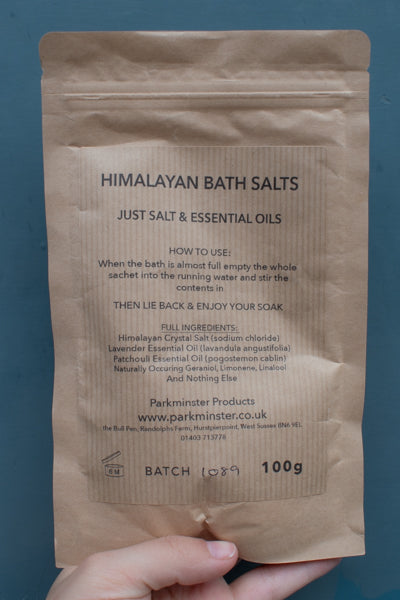 HIMALAYAN BATH SALTS
JUST SALT & ESSENTIAL OILS
HOW TO USE:
When the bath is almost full empty the whole
sachet into the running water and stir the
contents in
THEN LIE BACK & ENJOY YOUR SOAK
FULL INGREDIENTS:
Himalayan Crystal Salt (sodium chloride)
Lavender Essential Oil (lavandula angustifolia)
Patchouli Essential Oil (pogostemon cablin)
Naturally Occuring Geraniol, Limonene, Linalool
And Nothing Else
Parkminster Products
www.parkminster.co.uk
the Bull Pen, Randolphs Farm, Hurstpierpoint, West Sussex BN6 9EL
01403 713778
6M BATCH 1089 100g